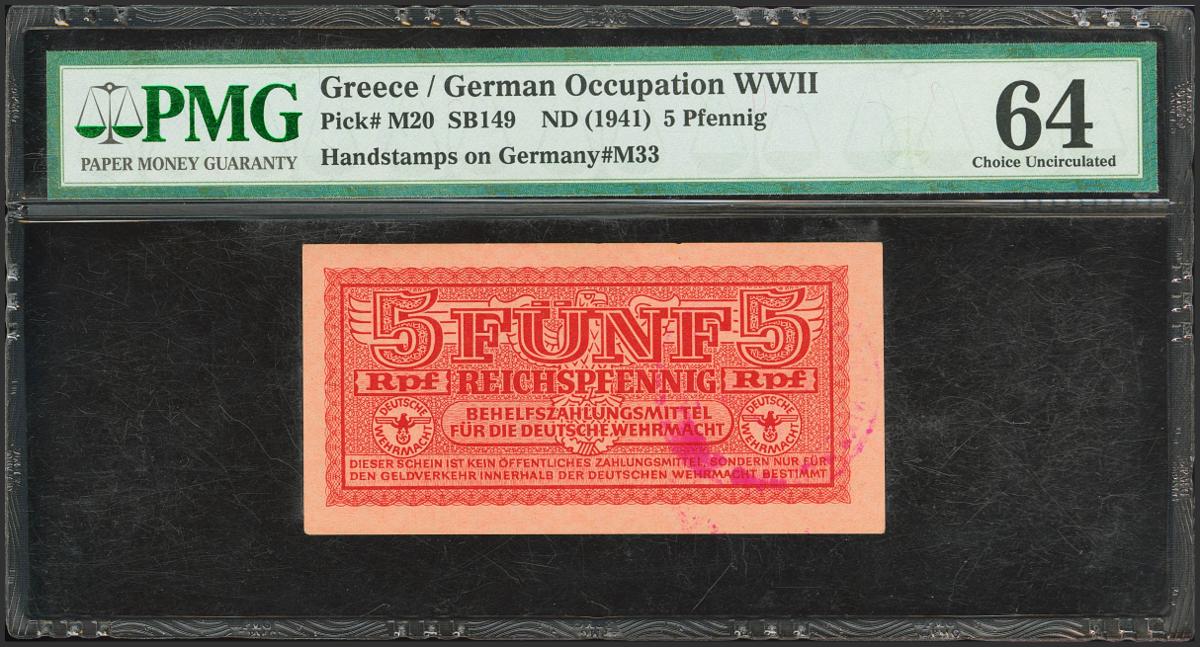 PMG
PAPER MONEY GUARANTY
Greece / German Occupation WWII
Pick# M20 SB149 ND (1941) 5 Pfennig
Handstamps on Germany#M33
64
Choice Uncirculated
5 FÜNF 5
Rpf REICHSPFENNIG Rpf
DEUTSCHE WEHRMACHT
BEHELFSZAHLUNGSMITTEL
FÜR DIE DEUTSCHE WEHRMACHT
DEUTSCHE WEHRMACHT
DIESER SCHEIN IST KEIN ÖFFENTLICHES ZAHLUNGSMITTEL, SONDERN NUR FÜR
DEN GELDVERKEHR INNERHALB DER DEUTSCHEN WEHRMACHT BESTIMMT